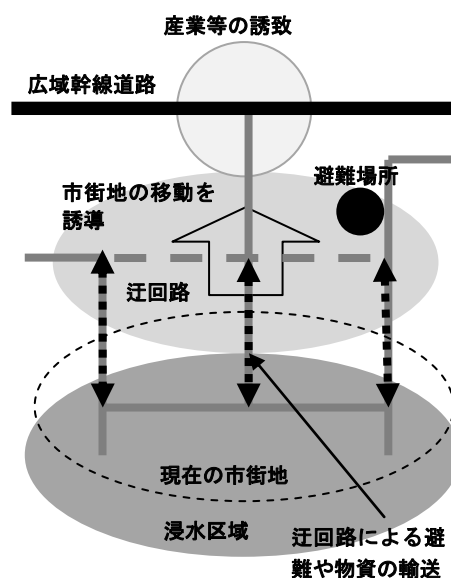 産業等の誘致
広域幹線道路
避難場所
市街地の移動を
誘導
迂回路
現在の市街地
浸水区域
迂回路による避
難や物資の輸送